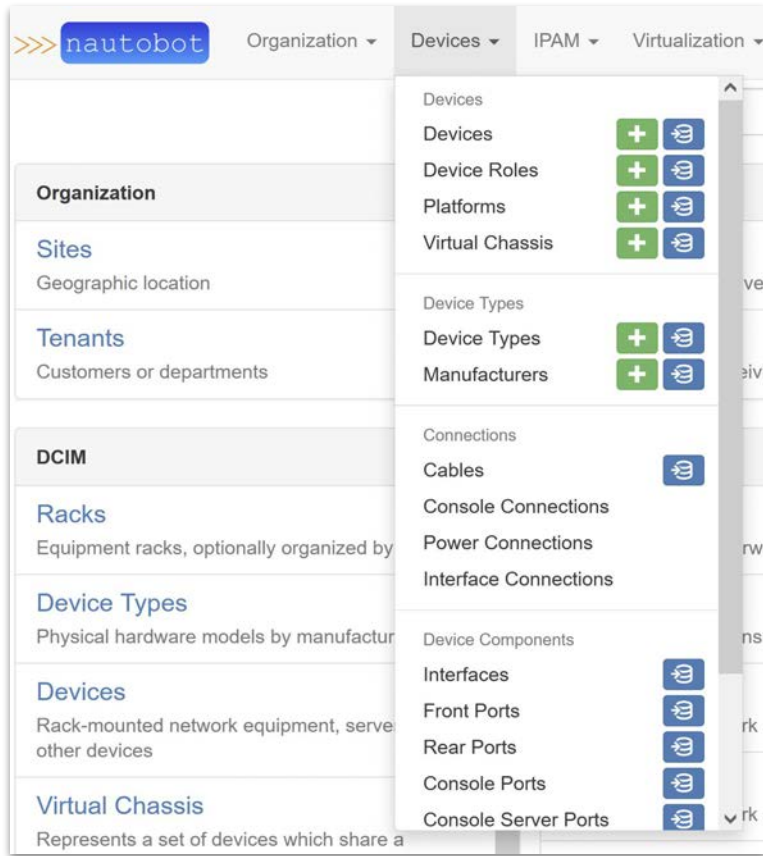 >>> nautobot Organization Devices IPAM Virtualization
Devices
Devices
Device Roles
Platforms
Virtual Chassis
Device Types
Device Types
Manufacturers
Connections
Cables
Console Connections
Power Connections
Interface Connections
Device Components
Interfaces
Front Ports
Rear Ports
Console Ports
Console Server Ports
Organization
Sites
Geographic location
Tenants
Customers or departments
DCIM
Racks
Equipment racks, optionally organized by
Device Types
Physical hardware models by manufactur
Devices
Rack-mounted network equipment, serve
other devices
Virtual Chassis
Represents a set of devices which share a